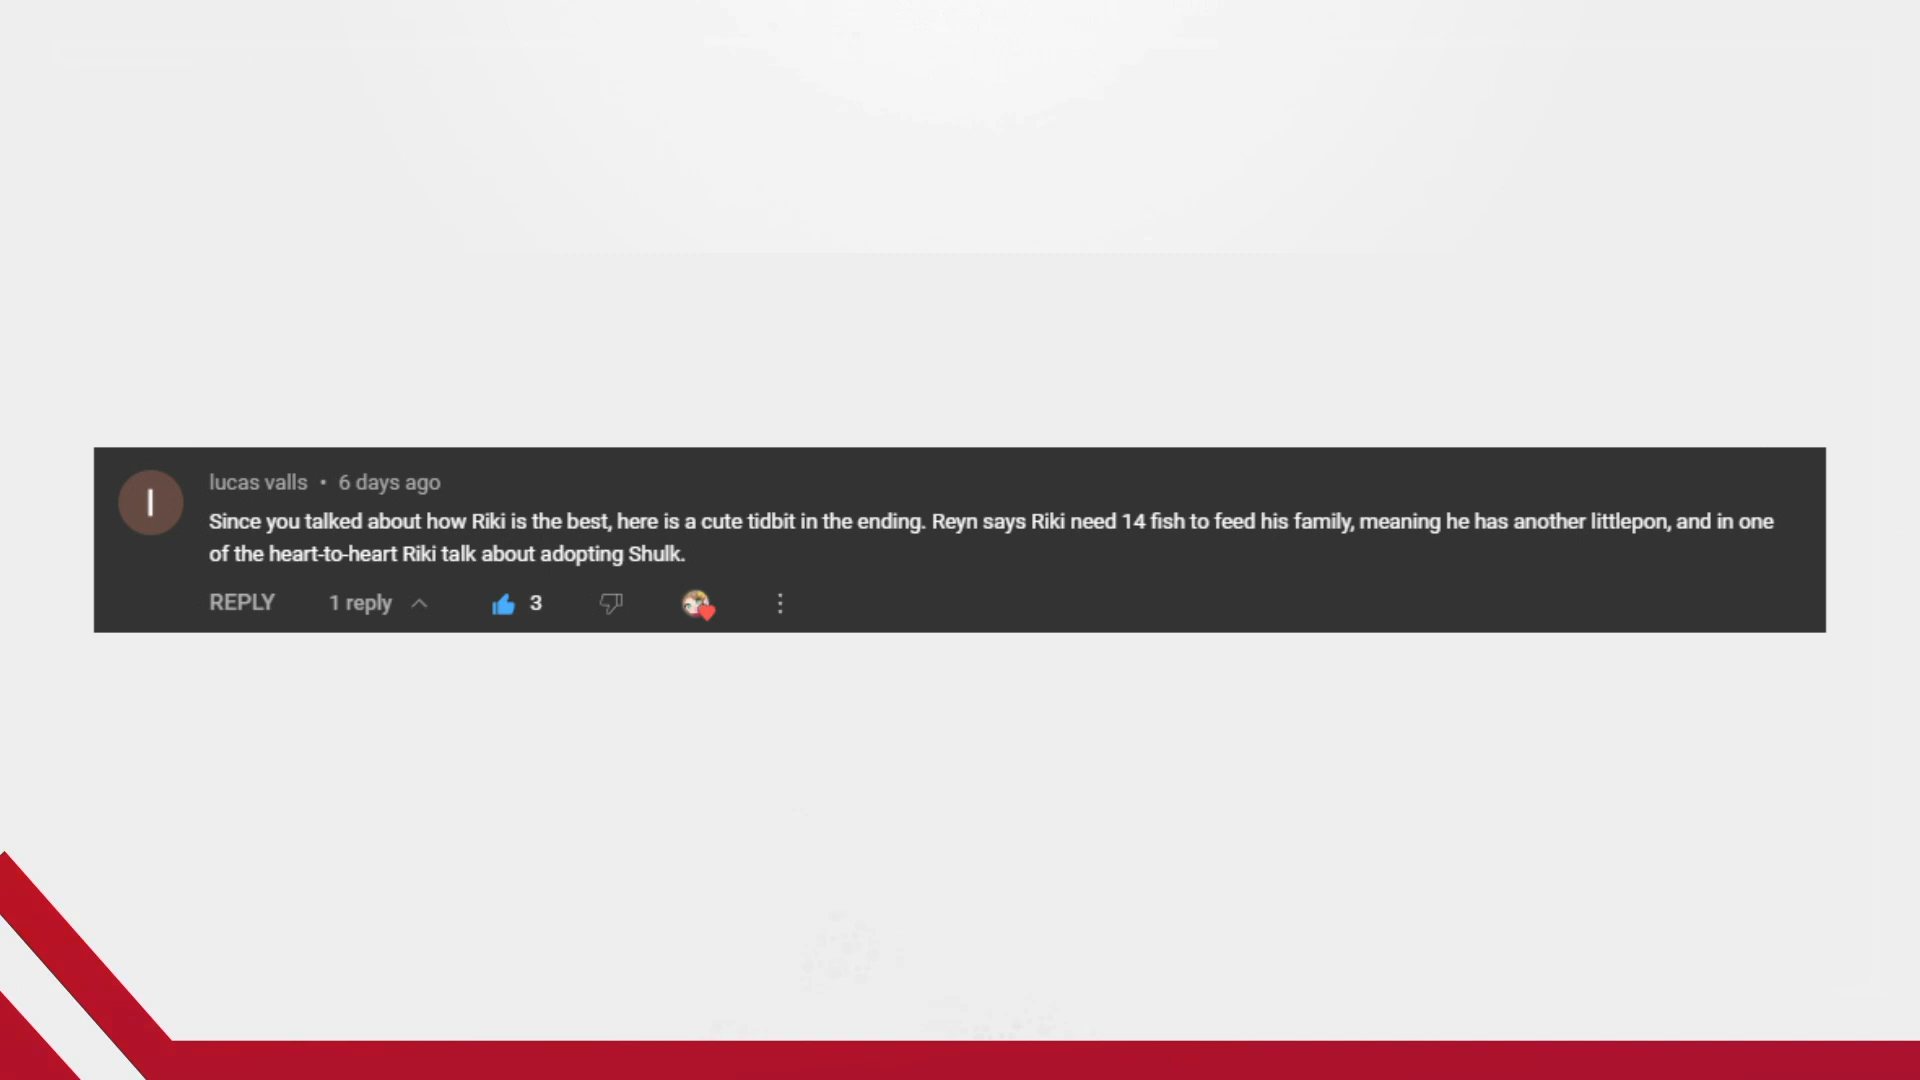 l
lucas valls • 6 days ago
Since you talked about how Riki is the best, here is a cute tidbit in the ending. Reyn says Riki need 14 fish to feed his family, meaning he has another littlepon, and in one
of the heart-to-heart Riki talk about adopting Shulk.
REPLY 1 reply 3